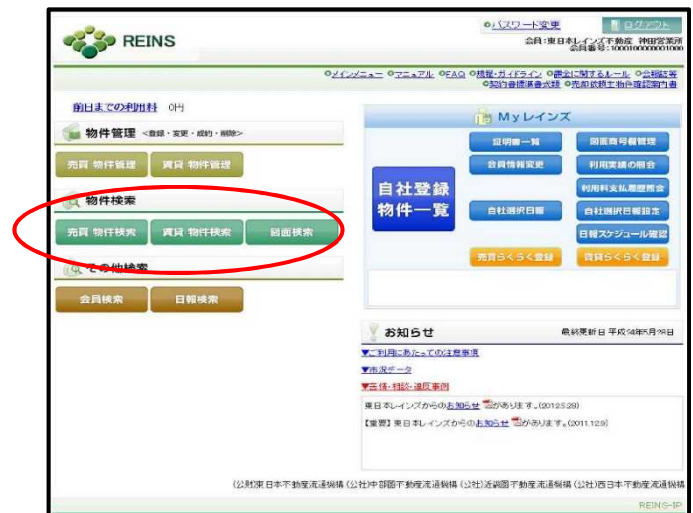 REINS
パスワード変更
ログアウト
会員:東日本レインズ不動産 神田営業所
会員番号:1000100000001000
メインメニュー マニュアル FAQ 規程・ガイドライン 課金に関するルール 会報誌等
契約書標準書式類 売却依頼主物件確認案内書
前日までの利用料 0円
物件管理 <登録・変更・成約・削除>
売買 物件管理 賃貸 物件管理
物件検索
売買 物件検索 賃貸 物件検索 図面検索
その他検索
会員検索 日報検索
Myレインズ
自社登録
物件一覧
証明書一覧 図面商号報管理
会員情報変更 利用実績の照会
利用料支払履歴照会
自社選択日報 自社選択日報設定
日報スケジュール確認
売買らくらく登録 賃貸らくらく登録
お知らせ 最終更新日 平成24年5月28日
▼ご利用にあたっての注意事項
▼市況データ
▼苦情・相談・違反事例
東日本レインズからのお知らせ があります。(2012.5.28)
【重要】東日本レインズからのお知らせ があります。(2011.12.9)
(公財)東日本不動産流通機構 (公社)中部圏不動産流通機構 (公社)近畿圏不動産流通機構 (公社)西日本不動産流通機構
REINS-IP